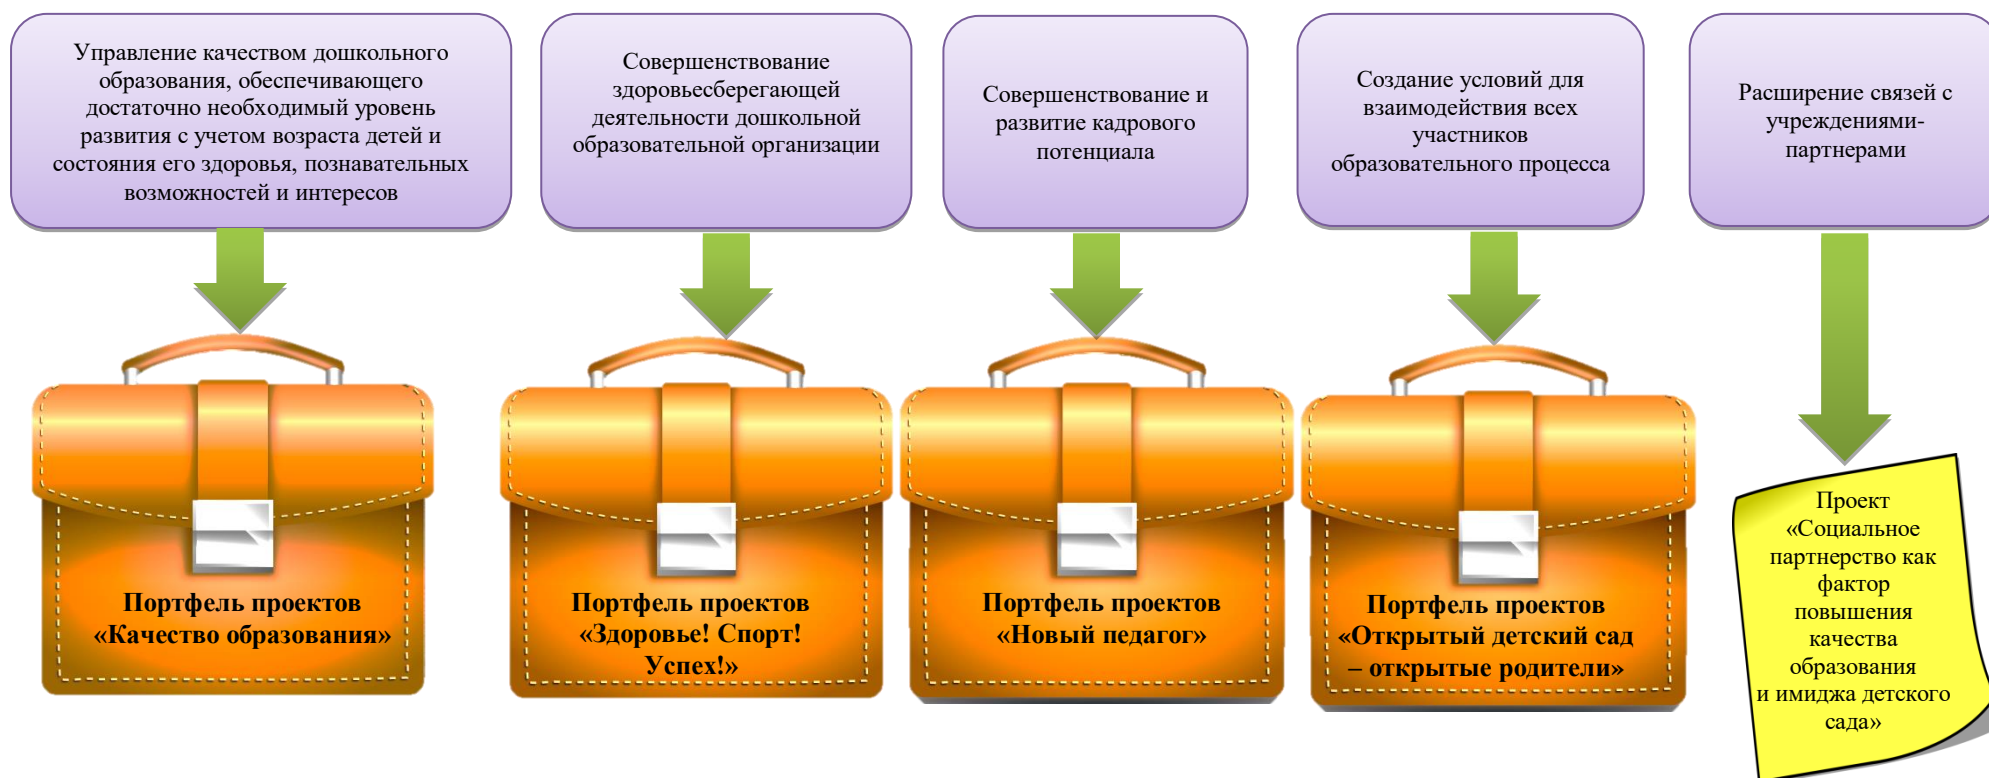 Управление качеством дошкольного
образования, обеспечивающего
достаточно необходимый уровень
развития с учетом возраста детей и
состояния его здоровья, познавательных
возможностей и интересов
Совершенствование
здоровьесберегающей
деятельности дошкольной
образовательной организации
Совершенствование и
развитие кадрового
потенциала
Создание условий для
взаимодействия всех
участников
образовательного процесса
Расширение связей с
учреждениями-
партнерами
Портфель проектов
«Качество образования»
Портфель проектов
«Здоровье! Спорт!
Успех!»
Портфель проектов
«Новый педагог»
Портфель проектов
«Открытый детский сад
– открытые родители»
Проект
«Социальное
партнерство как
фактор
повышения
качества
образования
и имиджа детского
сада»